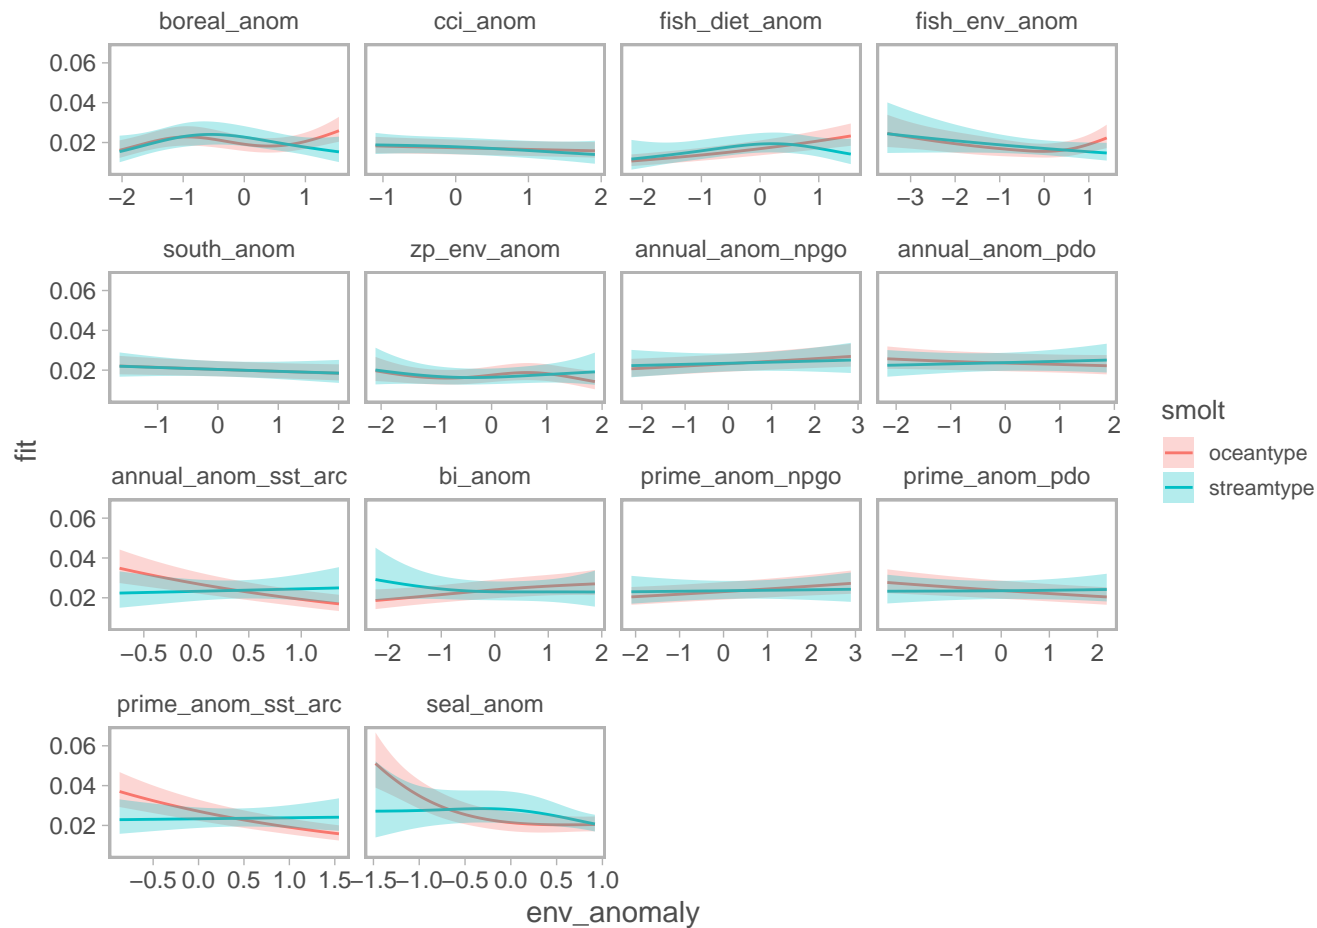 boreal_anom cci_anom fish_diet_anom fish_env_anom
0.06
0.04
0.02
−2 −1 0 1 −1 0 1 2 −2 −1 0 1 −3 −2 −1 0 1
south_anom zp_env_anom annual_anom_npgo annual_anom_pdo
0.06
0.04
0.02
−1 0 1 2 −2 −1 0 1 2 −2 −1 0 1 2 3 −2 −1 0 1 2
fit
annual_anom_sst_arc bi_anom prime_anom_npgo prime_anom_pdo
0.06
0.04
0.02
−0.5 0.0 0.5 1.0 −2 −1 0 1 2 −2 −1 0 1 2 3 −2 −1 0 1 2
prime_anom_sst_arc seal_anom
0.06
0.04
0.02
−0.5 0.0 0.5 1.0 1.5 −1.5 −1.0 −0.5 0.0 0.5 1.0
env_anomaly
smolt
oceantype
streamtype